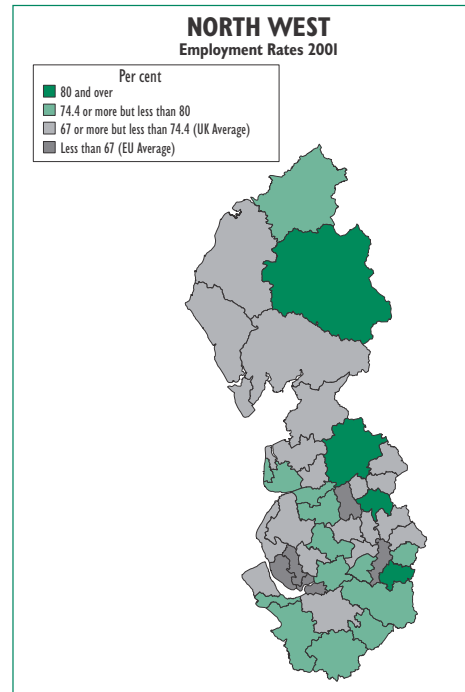 NORTH WEST
Employment Rates 2001
Per cent
80 and over
74.4 or more but less than 80
67 or more but less than 74.4 (UK Average)
Less than 67 (EU Average)